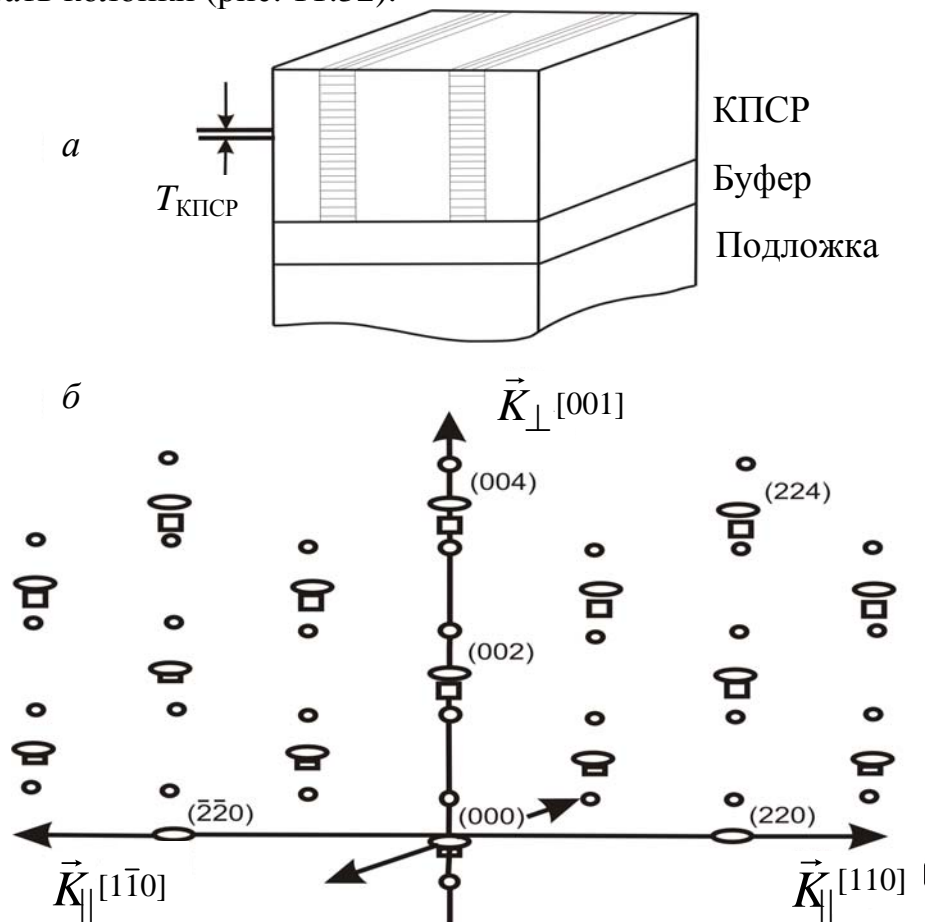 ать колонки (рис. 11.32).
а
T КПСР
КПСР
Буфер
Подложка
б
K⃗⊥ [001]
(004)
(224)
(002)
(000)
(2̅2̅0)
(220)
K⃗|| [11̅0]
K⃗|| [110]